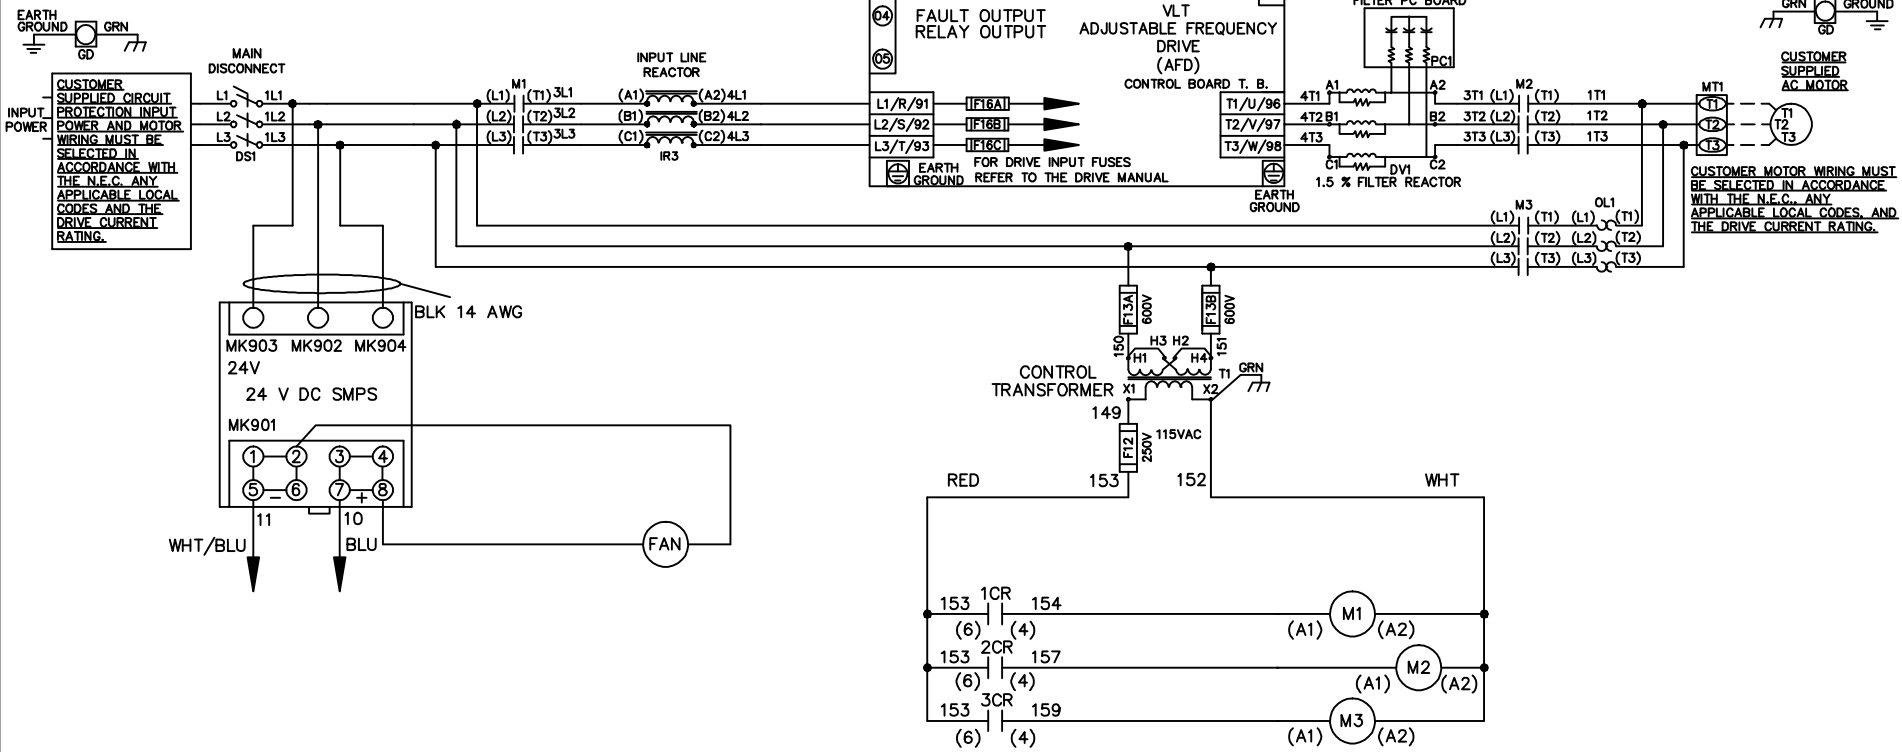 EARTH
GROUND
GRN
GD
MAIN
DISCONNECT
INPUT
POWER
CUSTOMER
SUPPLIED CIRCUIT
PROTECTION INPUT
POWER AND MOTOR
WIRING MUST BE
SELECTED IN
ACCORDANCE WITH
THE N.E.C. ANY
APPLICABLE LOCAL
CODES AND THE
DRIVE CURRENT
RATING.
L1 1L1
L2 1L2
L3 1L3
DS1
M1
(L1) (T1) 3L1
(L2) (T2) 3L2
(L3) (T3) 3L3
INPUT LINE
REACTOR
(A1) (A2) 4L1
(B1) (B2) 4L2
(C1) (C2) 4L3
IR3
04
05
FAULT OUTPUT
RELAY OUTPUT
VLT
ADJUSTABLE FREQUENCY
DRIVE
(AFD)
CONTROL BOARD T. B.
L1/R/91 F16A T1/U/96
L2/S/92 F16B T2/V/97
L3/T/93 F16C T3/W/98
EARTH
GROUND
FOR DRIVE INPUT FUSES
REFER TO THE DRIVE MANUAL
EARTH
GROUND
FILTER PC BOARD
PC1
4T1 A1 A2
4T2 B1 B2
4T3 C1 C2
DV1
1.5 % FILTER REACTOR
M2
3T1 (L1) (T1) 1T1
3T2 (L2) (T2) 1T2
3T3 (L3) (T3) 1T3
GRN
GROUND
GD
CUSTOMER
SUPPLIED
AC MOTOR
MT1
T1
T2
T3
T1
T2
T3
CUSTOMER MOTOR WIRING MUST
BE SELECTED IN ACCORDANCE
WITH THE N.E.C., ANY
APPLICABLE LOCAL CODES, AND
THE DRIVE CURRENT RATING.
M3 OL1
(L1) (T1) (L1) (T1)
(L2) (T2) (L2) (T2)
(L3) (T3) (L3) (T3)
BLK 14 AWG
MK903 MK902 MK904
24V
24 V DC SMPS
MK901
1 2 3 4
5 - 6 7 + 8
11 10
WHT/BLU BLU
FAN
F13A 600V
F13B 600V
150 151
H3 H2
H1 H4
CONTROL
TRANSFORMER
T1
GRN
X1 X2
149
F12 250V
115VAC
153 152
RED WHT
153 1CR 154 M1
(6) (4) (A1) (A2)
153 2CR 157 M2
(6) (4) (A1) (A2)
153 3CR 159 M3
(6) (4) (A1) (A2)